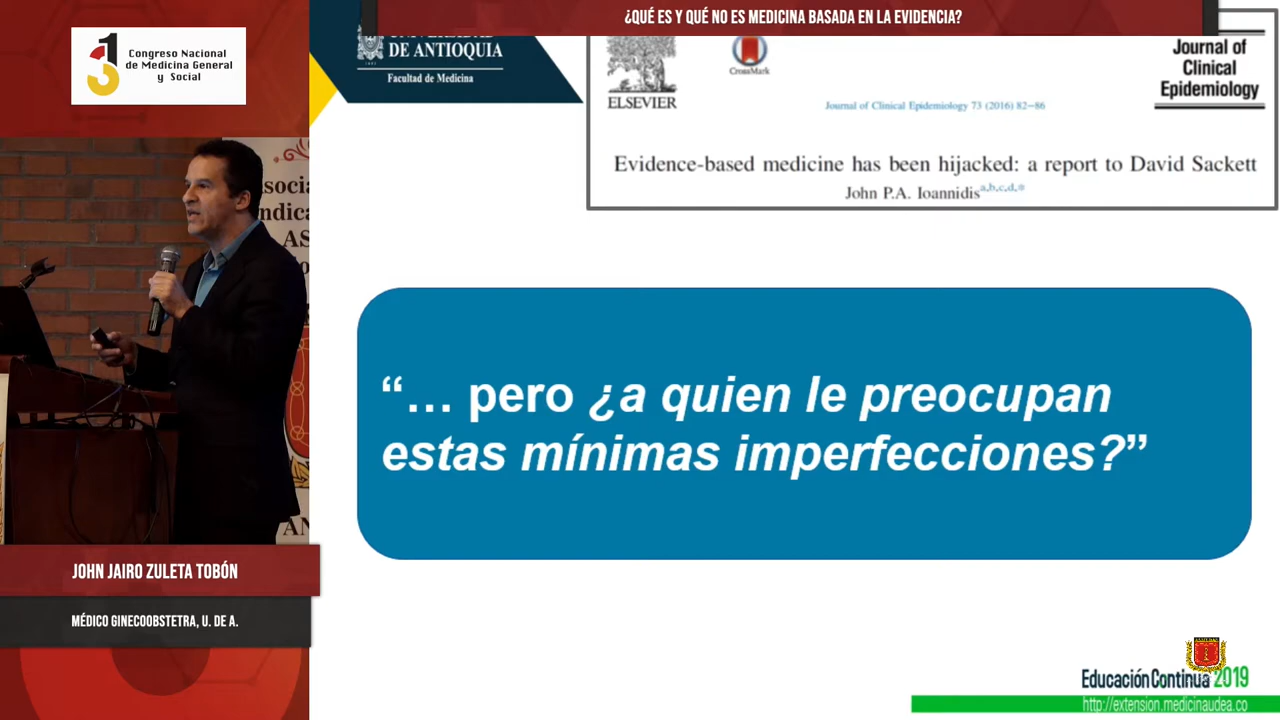 ¿QUÉ ES Y QUÉ NO ES MEDICINA BASADA EN LA EVIDENCIA?
13
Congreso Nacional
de Medicina General
y Social
DE ANTIOQUIA
Facultad de Medicina
ELSEVIER
CrossMark
Journal of Clinical Epidemiology 73 (2016) 82–86
Journal of
Clinical
Epidemiology
Evidence-based medicine has been hijacked: a report to David Sackett
John P.A. Ioannidis a,b,c,d,*
“... pero ¿a quien le preocupan
estas mínimas imperfecciones?”
JOHN JAIRO ZULETA TOBÓN
MÉDICO GINECOOBSTETRA, U. DE A.
Educación Continua 2019
http://extension.medicinaudea.co